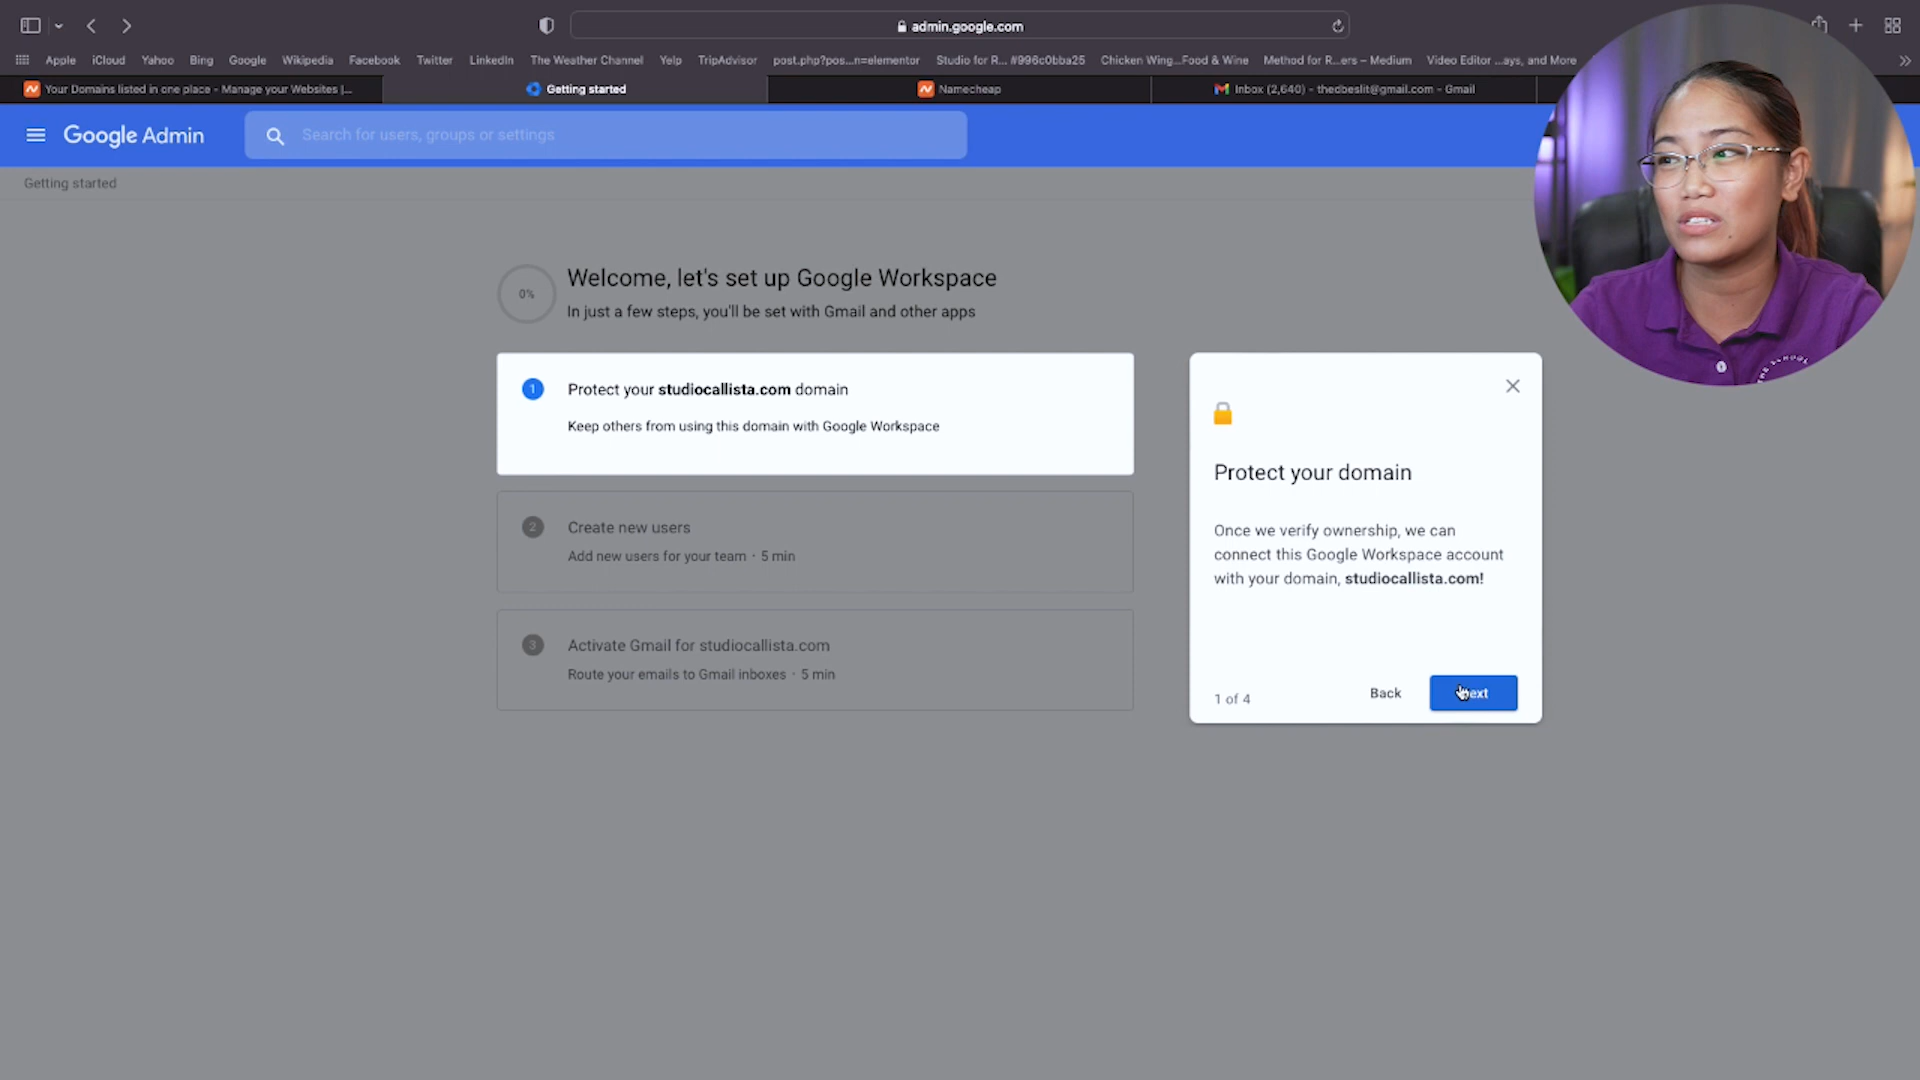 admin.google.com
Apple iCloud Yahoo Bing Google Wikipedia Facebook Twitter LinkedIn The Weather Channel Yelp TripAdvisor post.php?pos...n=elementor Studio for R... #996c0bba25 Chicken Wing...Food & Wine Method for R...ers – Medium Video Editor ...ays, and More
Your Domains listed in one place - Manage your Websites |...
Getting started
Namecheap
Inbox (2,640) - thedbeslit@gmail.com - Gmail
Google Admin
Search for users, groups or settings
Getting started
0%
Welcome, let's set up Google Workspace
In just a few steps, you'll be set with Gmail and other apps
1
Protect your studiocallista.com domain
Keep others from using this domain with Google Workspace
2
Create new users
Add new users for your team · 5 min
3
Activate Gmail for studiocallista.com
Route your emails to Gmail inboxes · 5 min
Protect your domain
Once we verify ownership, we can
connect this Google Workspace account
with your domain, studiocallista.com!
1 of 4
Back